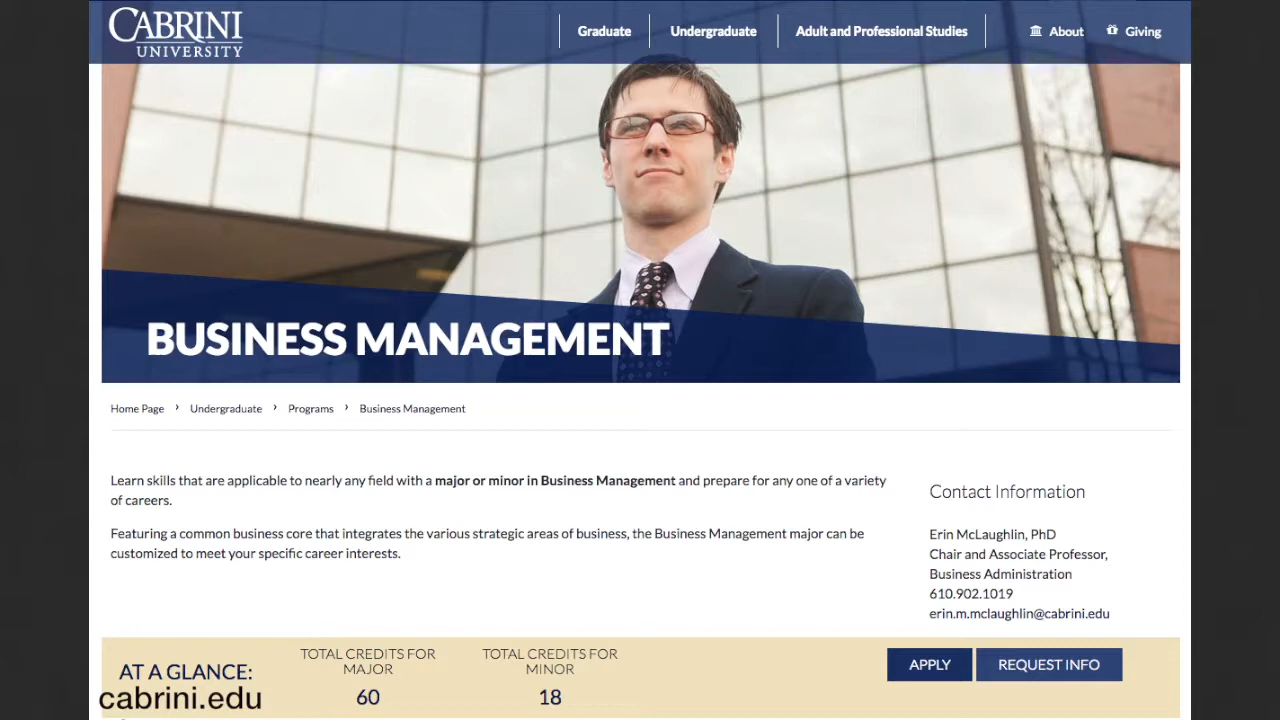 CABRINI
UNIVERSITY
Graduate
Undergraduate
Adult and Professional Studies
About
Giving
BUSINESS MANAGEMENT
Home Page › Undergraduate › Programs › Business Management
Learn skills that are applicable to nearly any field with a major or minor in Business Management and prepare for any one of a variety
of careers.
Featuring a common business core that integrates the various strategic areas of business, the Business Management major can be
customized to meet your specific career interests.
Contact Information
Erin McLaughlin, PhD
Chair and Associate Professor,
Business Administration
610.902.1019
erin.m.mclaughlin@cabrini.edu
AT A GLANCE:
TOTAL CREDITS FOR
MAJOR
60
TOTAL CREDITS FOR
MINOR
18
APPLY
REQUEST INFO
cabrini.edu